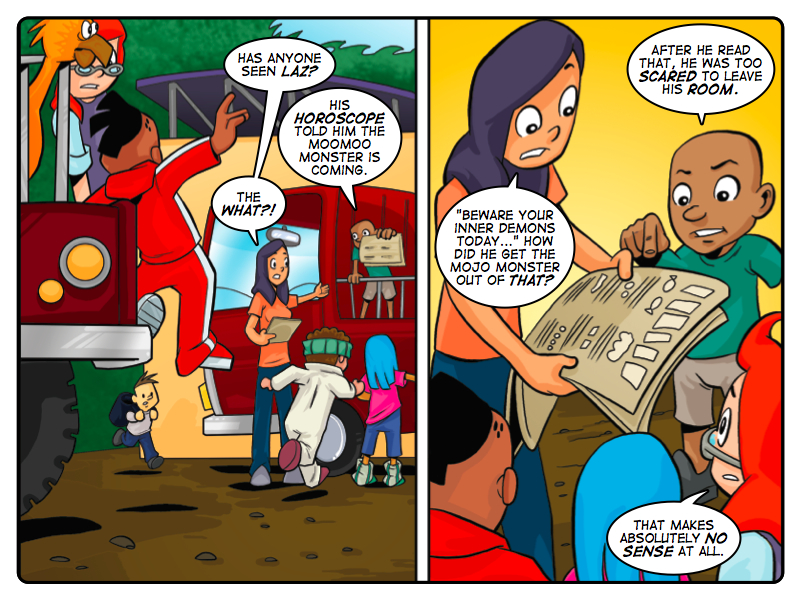 HAS ANYONE
SEEN LAZ?
HIS
HOROSCOPE
TOLD HIM THE
MOOMOO
MONSTER IS
COMING.
THE
WHAT?!
AFTER HE READ
THAT, HE WAS TOO
SCARED TO LEAVE
HIS ROOM.
"BEWARE YOUR
INNER DEMONS
TODAY..." HOW
DID HE GET THE
MOJO MONSTER
OUT OF THAT?
THAT MAKES
ABSOLUTELY NO
SENSE AT ALL.